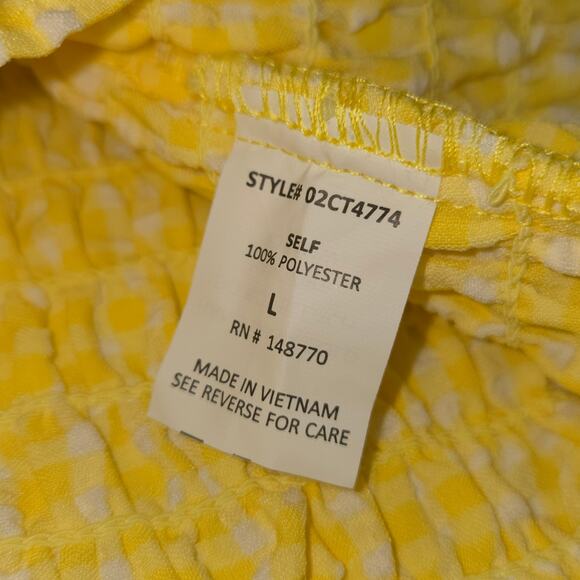 STYLE# 02CT4774
SELF
100% POLYESTER
L
RN # 148770
MADE IN VIETNAM
SEE REVERSE FOR CARE